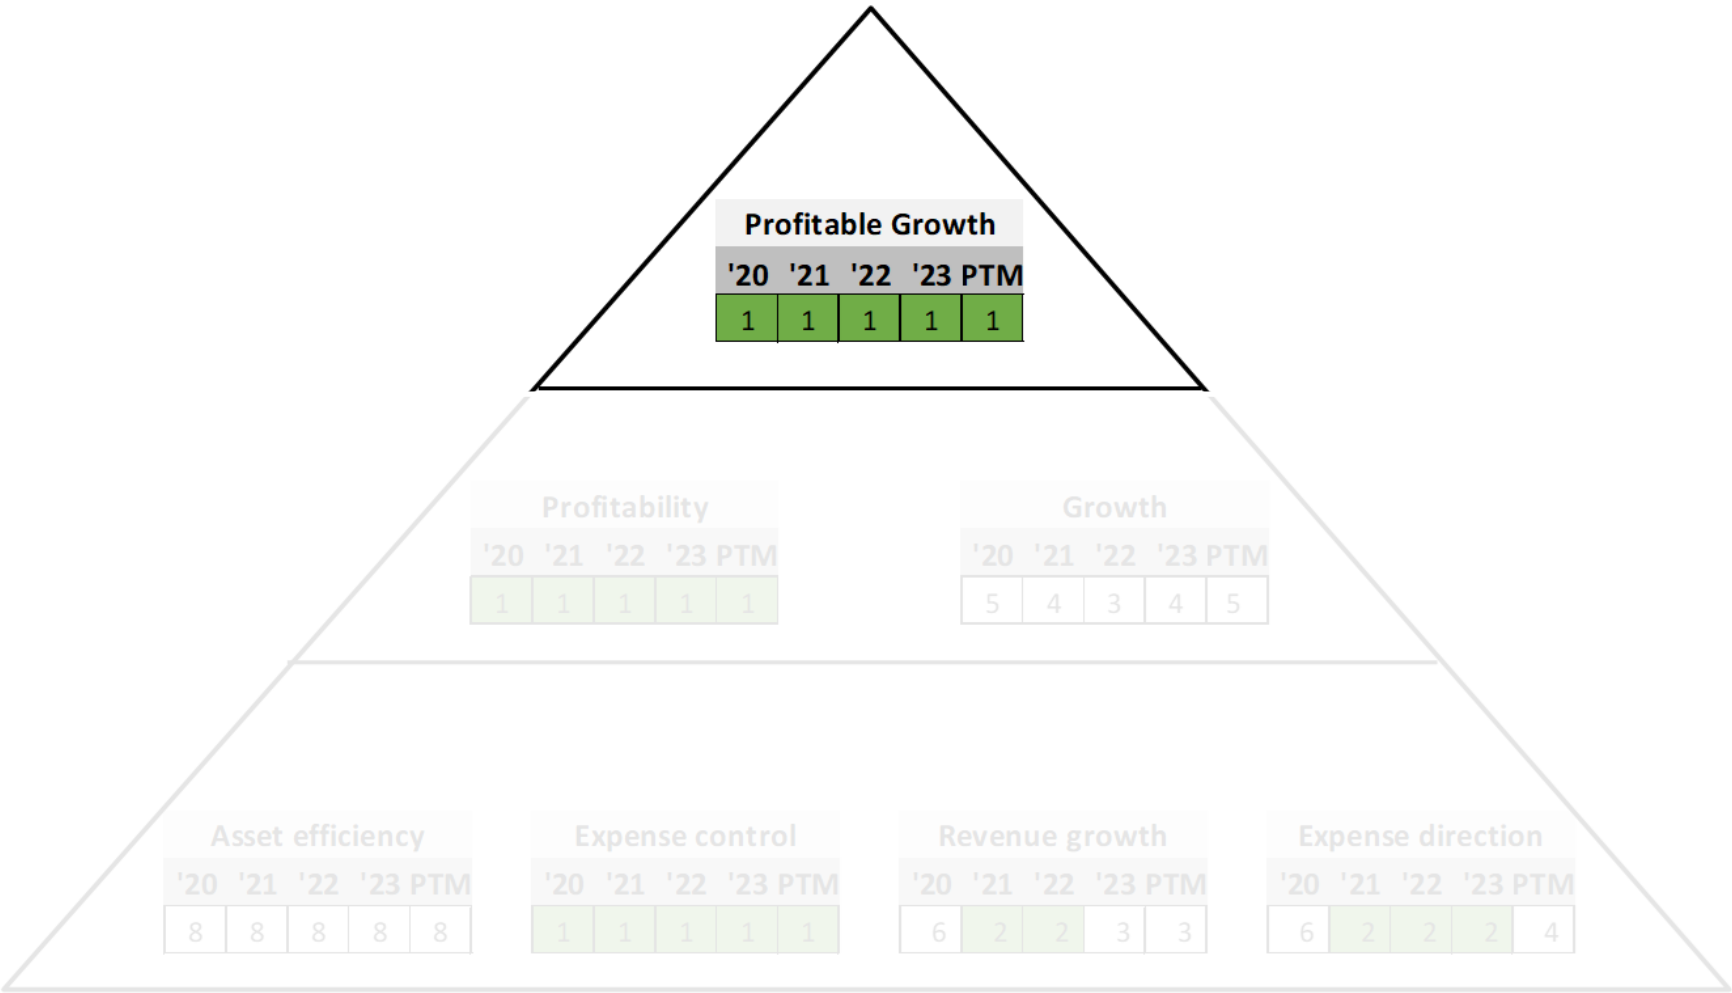 Profitable Growth
'20 '21 '22 '23 PTM
1 1 1 1 1
Profitability Growth
'20 '21 '22 '23 PTM '20 '21 '22 '23 PTM
1 1 1 1 1 5 4 3 4 5
Asset efficiency Expense control Revenue growth Expense direction
'20 '21 '22 '23 PTM '20 '21 '22 '23 PTM '20 '21 '22 '23 PTM '20 '21 '22 '23 PTM
8 8 8 8 8 1 1 1 1 1 6 2 2 3 3 6 2 2 2 4